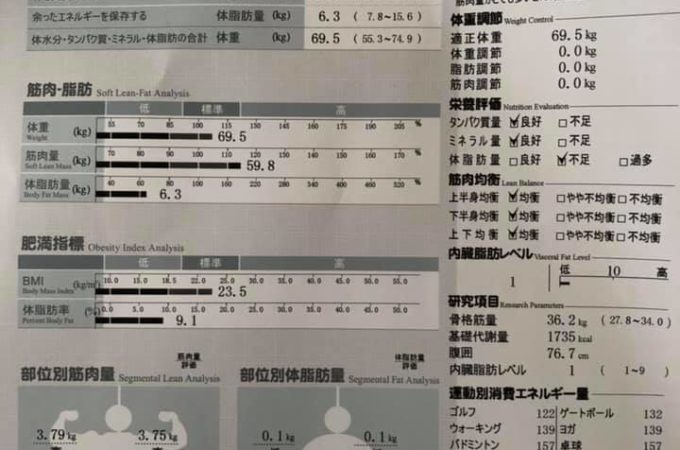 余ったエネルギーを保存する 体脂肪量 (kg) 6.3 ( 7.8~15.6 )
体水分・タンパク質・ミネラル・体脂肪の合計 体重 (kg) 69.5 ( 55.3~74.9 )
筋肉・脂肪 Soft Lean-Fat Analysis
低 標準 高
体重 Weight (kg) 55 70 85 100 115 130 145 160 175 190 205 % 69.5
筋肉量 Soft Lean Mass (kg) 70 80 90 100 110 120 130 140 150 160 170 % 59.8
体脂肪量 Body Fat Mass (kg) 40 60 80 100 160 220 280 340 400 460 520 % 6.3
肥満指標 Obesity Index Analysis
低 標準 高
BMI Body Mass Index 10.0 15.0 18.5 22.0 25.0 30.0 35.0 40.0 45.0 50.0 55.0 23.5
体脂肪率 Percent Body Fat (%) 0.0 5.0 10.0 15.0 20.0 25.0 30.0 35.0 40.0 45.0 50.0 9.1
部位別筋肉量 Segmental Lean Analysis
筋肉量 評価
3.79 kg 3.75 kg
部位別体脂肪量 Segmental Fat Analysis
体脂肪量 評価
0.1 kg 0.1 kg
体重調節 Weight Control
適正体重 69.5 kg
体重調節 0.0 kg
脂肪調節 0.0 kg
筋肉調節 0.0 kg
栄養評価 Nutrition Evaluation
タンパク質量 ☑良好 □不足
ミネラル量 ☑良好 □不足
体脂肪量 □良好 ☑不足 □過多
筋肉均衡 Lean Balance
上半身均衡 ☑均衡 □やや不均衡 □不均衡
下半身均衡 ☑均衡 □やや不均衡 □不均衡
上下均衡 ☑均衡 □やや不均衡 □不均衡
内臓脂肪レベル Visceral Fat Level
1 低 10 高
研究項目 Research Parameters
骨格筋量 36.2 kg ( 27.8~34.0 )
基礎代謝量 1735 kcal
腹囲 76.7 cm
内臓脂肪レベル 1 ( 1~9 )
運動別消費エネルギー量
ゴルフ 122 ゲートボール 132
ウォーキング 139 ヨガ 139
バドミントン 157 卓球 157